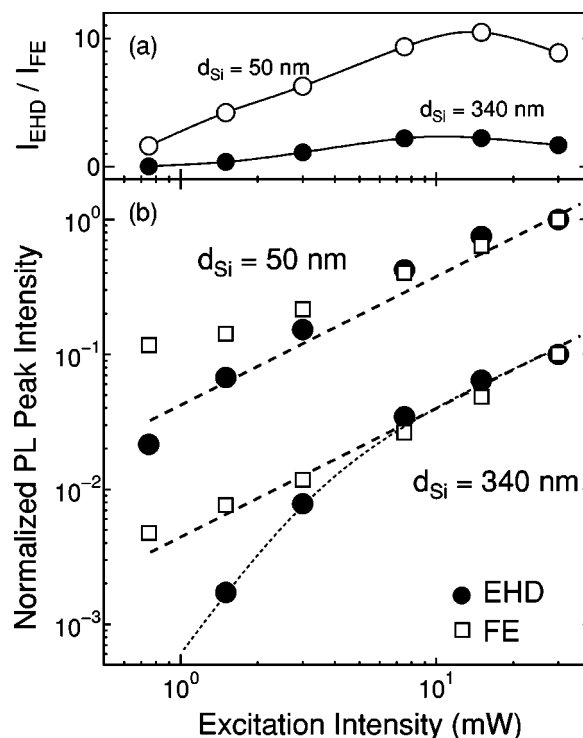 (a)
I_EHD / I_FE
10
0
d_Si = 50 nm
d_Si = 340 nm
(b)
Normalized PL Peak Intensity
10^0
10^-1
10^-2
10^-3
d_Si = 50 nm
d_Si = 340 nm
EHD
FE
10^0
10^1
Excitation Intensity (mW)